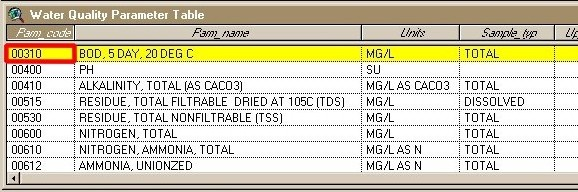 Water Quality Parameter Table
Parm_code Parm_name Units Sample_typ Up
00310 BOD, 5 DAY, 20 DEG C MG/L TOTAL
00400 PH SU
00410 ALKALINITY, TOTAL (AS CACO3) MG/L AS CACO3 TOTAL
00515 RESIDUE, TOTAL FILTRABLE DRIED AT 105C (TDS) MG/L DISSOLVED
00530 RESIDUE, TOTAL NONFILTRABLE (TSS) MG/L TOTAL
00600 NITROGEN, TOTAL MG/L TOTAL
00610 NITROGEN, AMMONIA, TOTAL MG/L AS N TOTAL
00612 AMMONIA, UNIONZED MG/L AS N TOTAL